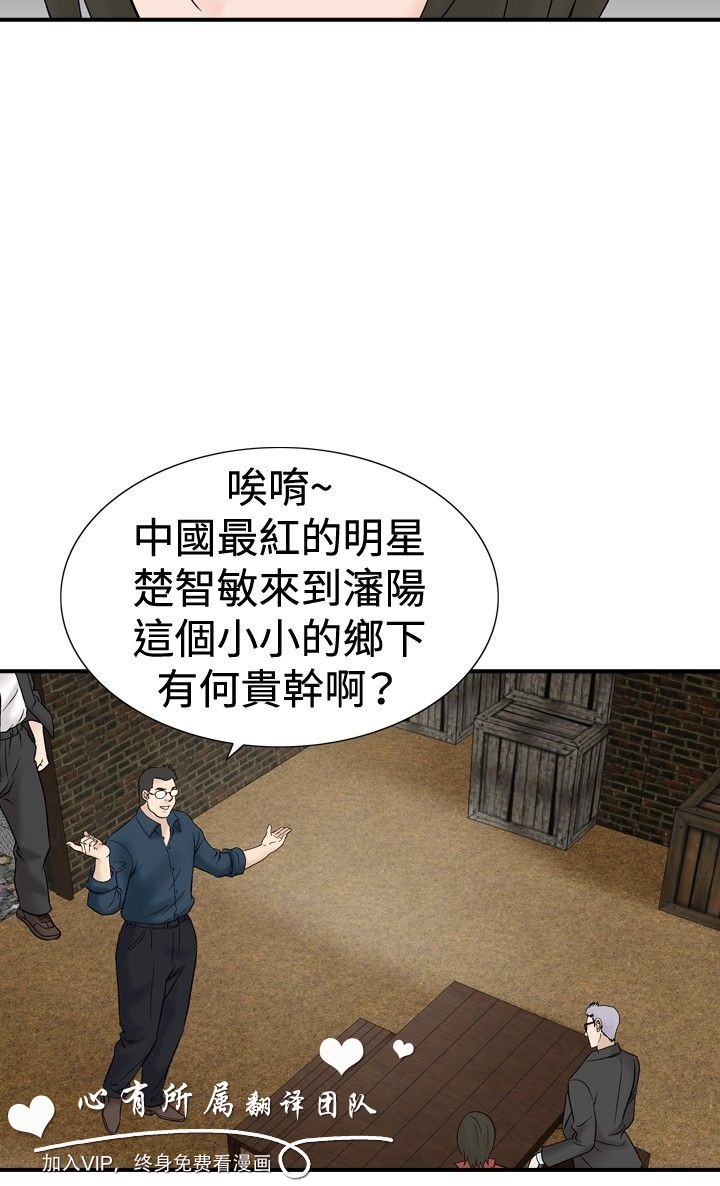 唉唷~
中國最紅的明星
楚智敏來到瀋陽
這個小小的鄉下
有何貴幹啊？
心有所属翻译团队
加入VIP，终身免费看漫画